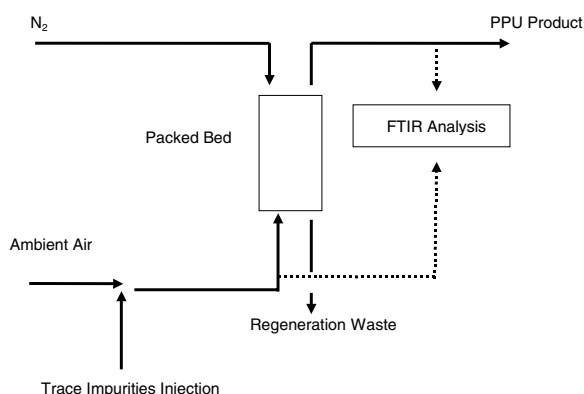 N₂
PPU Product
Packed Bed
FTIR Analysis
Ambient Air
Regeneration Waste
Trace Impurities Injection